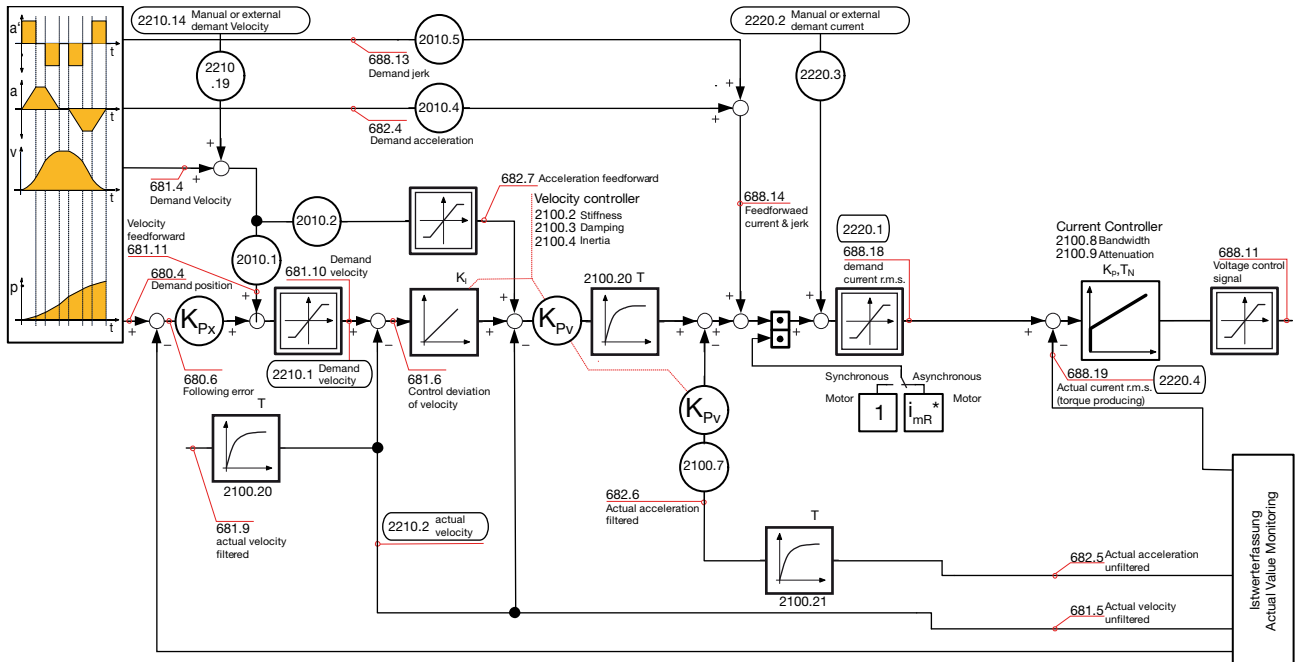 a'
t
a
t
v
t
p
t
2210.14 Manual or external
demant Velocity
2210
.19
2010.5
688.13
Demand jerk
2010.4
682.4
Demand acceleration
2220.2 Manual or external
demant current
2220.3
+
+
+
+
681.4
Demand Velocity
682.7 Acceleration feedforward
Velocity controller
2100.2 Stiffness
2100.3 Damping
2100.4 Inertia
688.14
Feedforwaed
current & jerk
2010.2
Velocity
feedforward
681.11
2010.1
681.10 Demand
velocity
680.4
Demand position
2220.1
688.18
demand
current r.m.s.
Current Controller
2100.8 Bandwidth
2100.9 Attenuation
KP, TN
688.11
Voltage control
signal
KI
2100.20 T
+
+
+
+
−
KPx
+
+
−
+
+
−
KPv
+
−
+
+
+
−
680.6
Following error
2210.1 Demand
velocity
681.6
Control deviation
of velocity
Synchronous
Motor
1
Asynchronous
Motor
imR*
688.19
Actual current r.m.s.
(torque producing)
2220.4
KPv
2100.7
T
2100.20
681.9
actual velocity
filtered
2210.2 actual
velocity
682.6
Actual acceleration
filtered
T
2100.21
682.5 Actual acceleration
unfiltered
681.5 Actual velocity
unfiltered
Istwerterfassung
Actual Value Monitoring